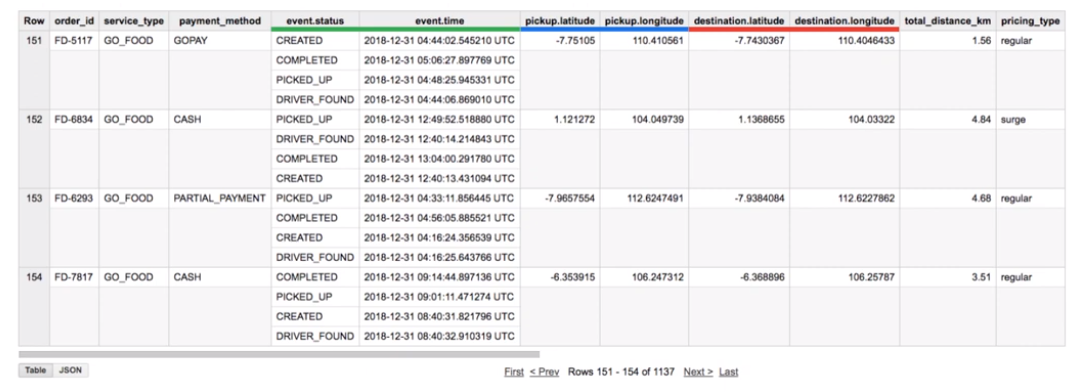 Row order_id service_type payment_method event.status event.time pickup.latitude pickup.longitude destination.latitude destination.longitude total_distance_km pricing_type
151 FD-5117 GO_FOOD GOPAY CREATED 2018-12-31 04:44:02.545210 UTC -7.75105 110.410561 -7.7430367 110.4046433 1.56 regular
COMPLETED 2018-12-31 05:06:27.897769 UTC
PICKED_UP 2018-12-31 04:48:25.945331 UTC
DRIVER_FOUND 2018-12-31 04:44:06.869010 UTC
152 FD-6834 GO_FOOD CASH PICKED_UP 2018-12-31 12:49:52.518880 UTC 1.121272 104.049739 1.1368655 104.03322 4.84 surge
DRIVER_FOUND 2018-12-31 12:40:14.214843 UTC
COMPLETED 2018-12-31 13:04:00.291780 UTC
CREATED 2018-12-31 12:40:13.431094 UTC
153 FD-6293 GO_FOOD PARTIAL_PAYMENT PICKED_UP 2018-12-31 04:33:11.856445 UTC -7.9657554 112.6247491 -7.9384084 112.6227862 4.68 regular
COMPLETED 2018-12-31 04:56:05.885521 UTC
CREATED 2018-12-31 04:16:24.356539 UTC
DRIVER_FOUND 2018-12-31 04:16:25.643766 UTC
154 FD-7817 GO_FOOD CASH COMPLETED 2018-12-31 09:14:44.897136 UTC -6.353915 106.247312 -6.368896 106.25787 3.51 regular
PICKED_UP 2018-12-31 09:01:11.471274 UTC
CREATED 2018-12-31 08:40:31.821796 UTC
DRIVER_FOUND 2018-12-31 08:40:32.910319 UTC
Table JSON First < Prev Rows 151 - 154 of 1137 Next > Last